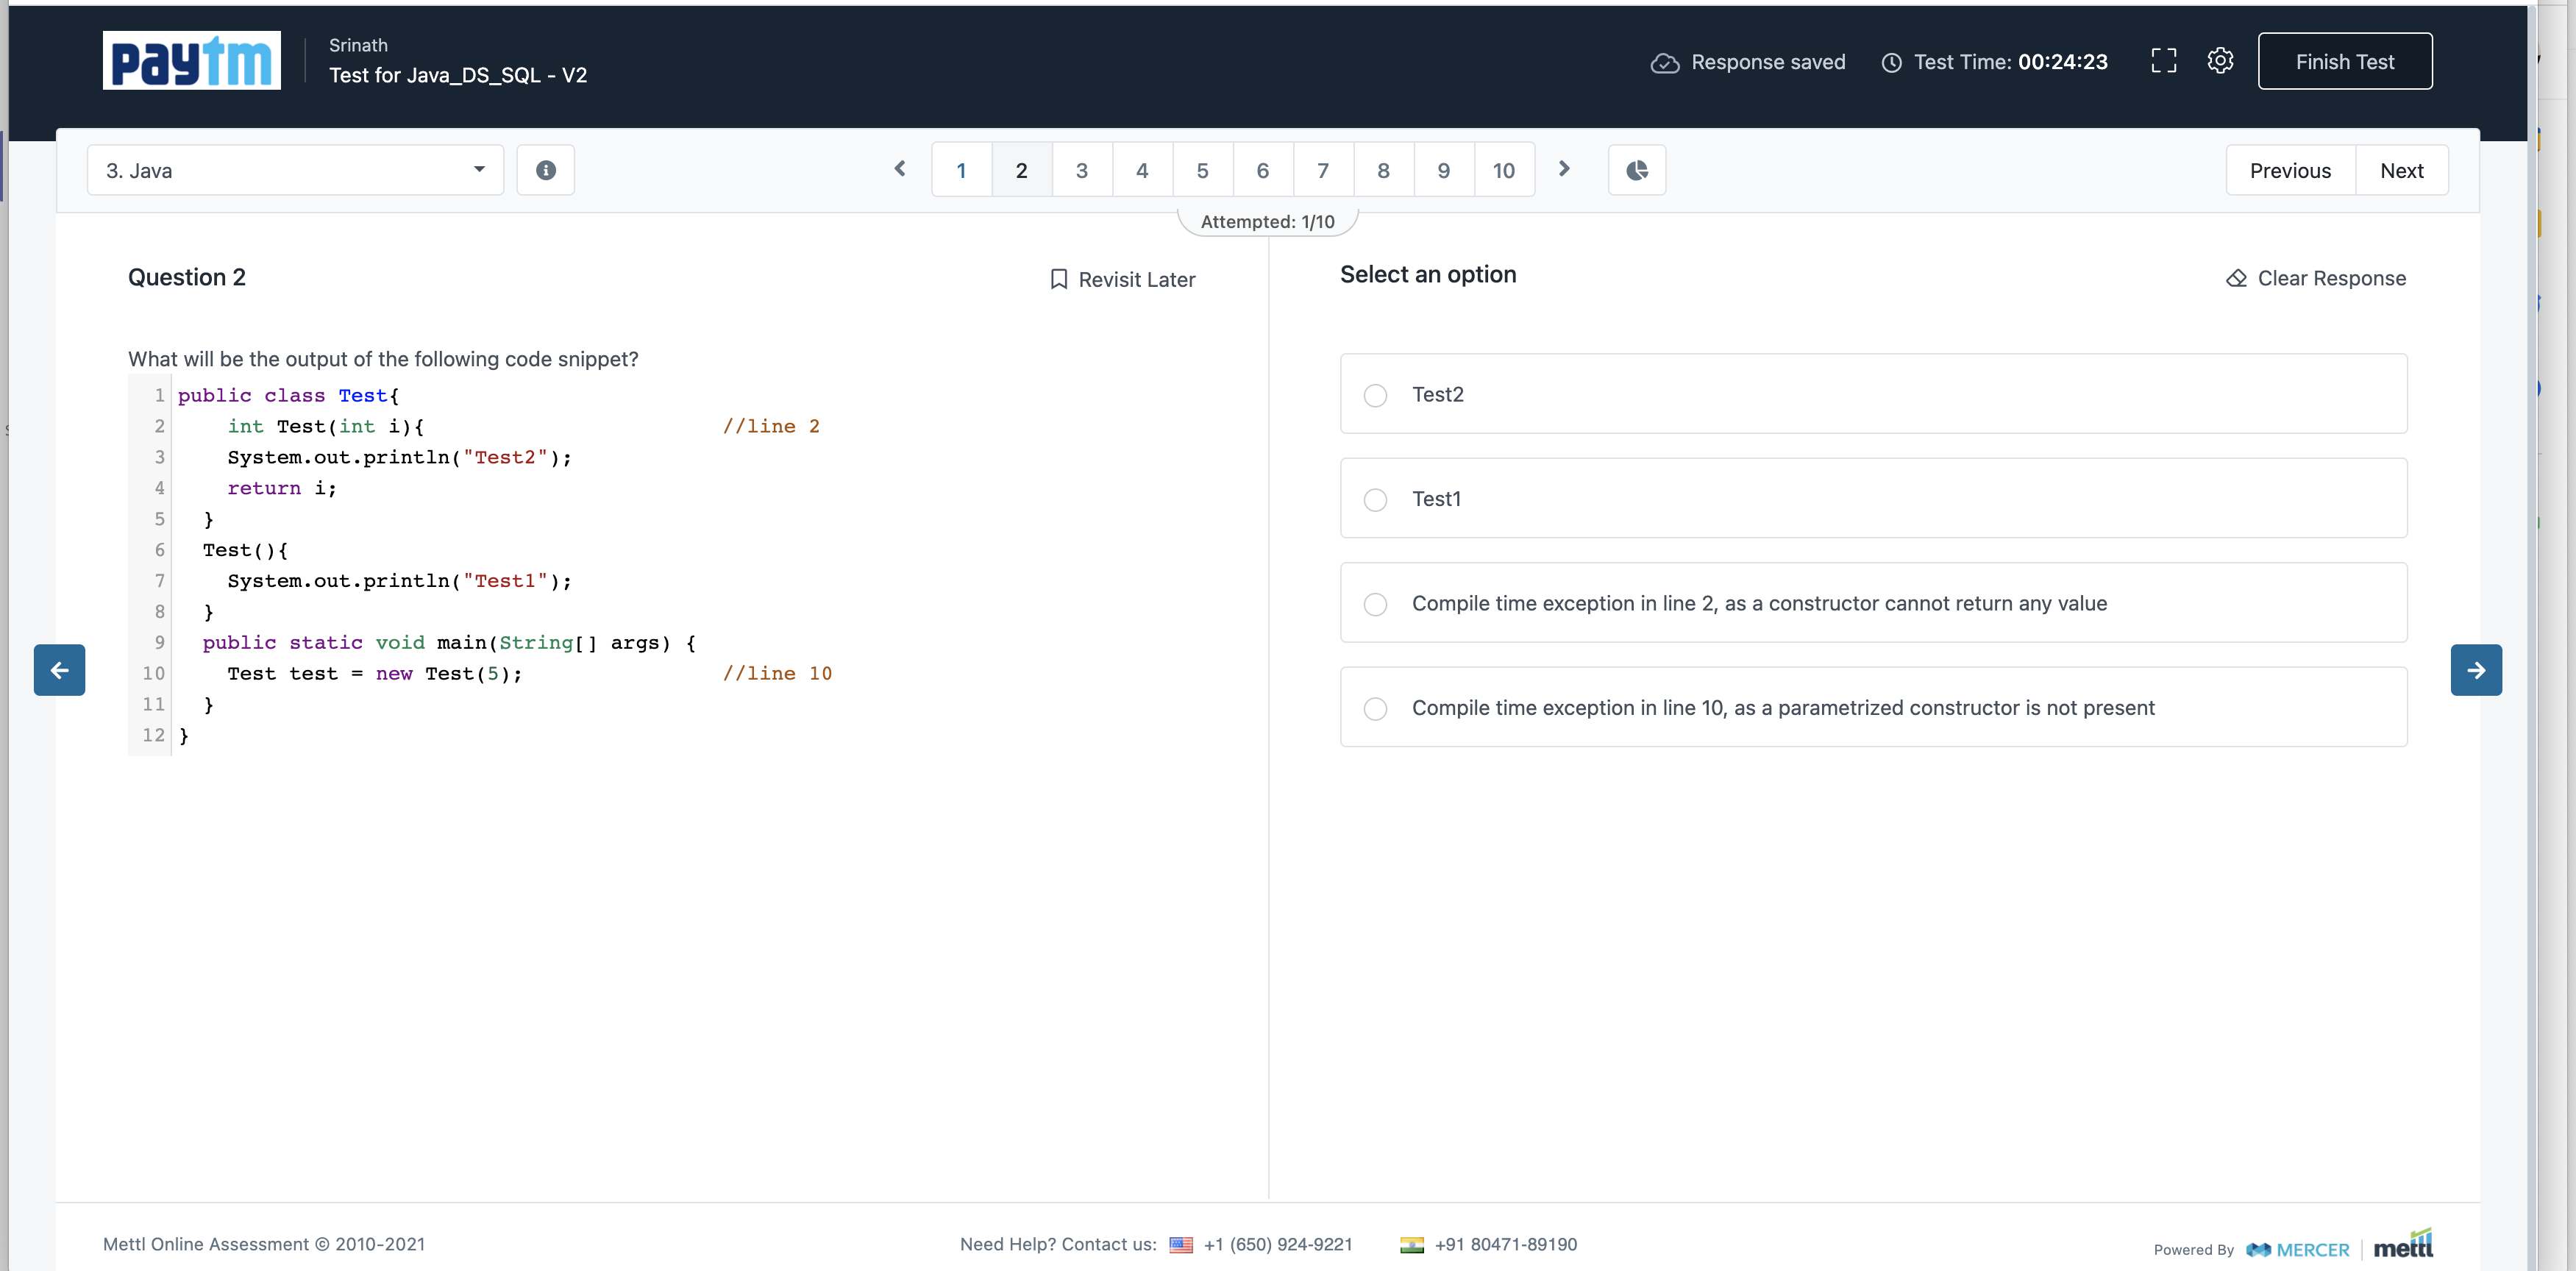 paytm
Srinath
Test for Java_DS_SQL - V2
Response saved
Test Time: 00:24:23
Finish Test
3. Java
1 2 3 4 5 6 7 8 9 10
Previous
Next
Attempted: 1/10
Question 2
Revisit Later
What will be the output of the following code snippet?
1 public class Test{
2 int Test(int i){ //line 2
3 System.out.println("Test2");
4 return i;
5 }
6 Test(){
7 System.out.println("Test1");
8 }
9 public static void main(String[] args) {
10 Test test = new Test(5); //line 10
11 }
12 }
Select an option
Clear Response
Test2
Test1
Compile time exception in line 2, as a constructor cannot return any value
Compile time exception in line 10, as a parametrized constructor is not present
Mettl Online Assessment © 2010-2021
Need Help? Contact us: +1 (650) 924-9221 +91 80471-89190
Powered By MERCER | mettl